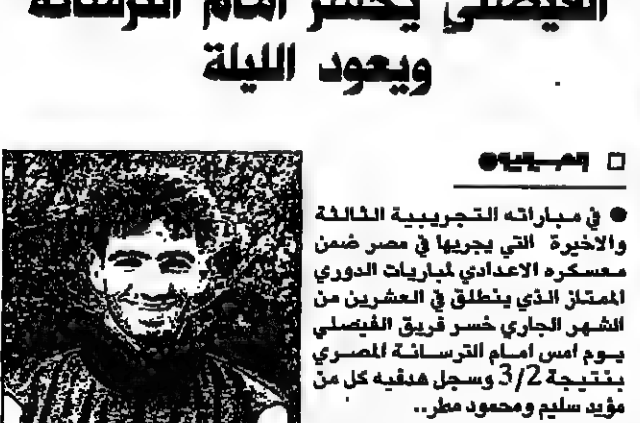 الفيصلي يخسر امام الترسانة
ويعود الليلة
● في مباراته التجريبية الثالثة
والاخيرة التي يجريها في مصر ضمن
معسكره الاعدادي لمباريات الدوري
الممتاز الذي ينطلق في العشرين من
الشهر الجاري خسر فريق الفيصلي
يوم امس امام الترسانة المصري
بنتيجة 3/2 وسجل هدفيه كل من
مؤيد سليم ومحمود مطر..